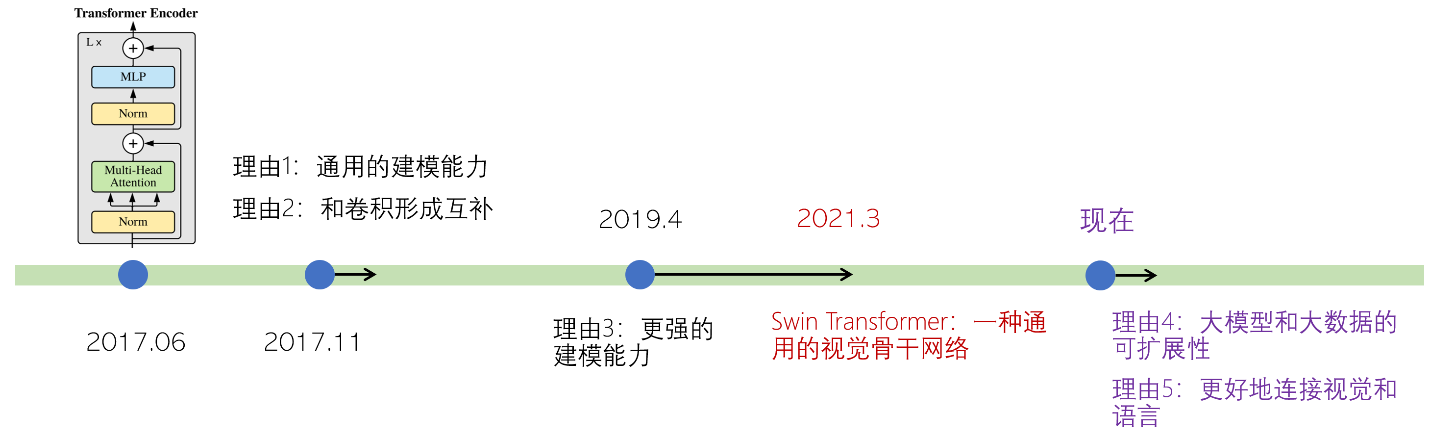 Transformer Encoder
L ×
+
MLP
Norm
+
Multi-Head
Attention
Norm
理由1：通用的建模能力
理由2：和卷积形成互补
2019.4
2021.3
现在
2017.06
2017.11
理由3：更强的
建模能力
Swin Transformer：一种通
用的视觉骨干网络
理由4：大模型和大数据的
可扩展性
理由5：更好地连接视觉和
语言